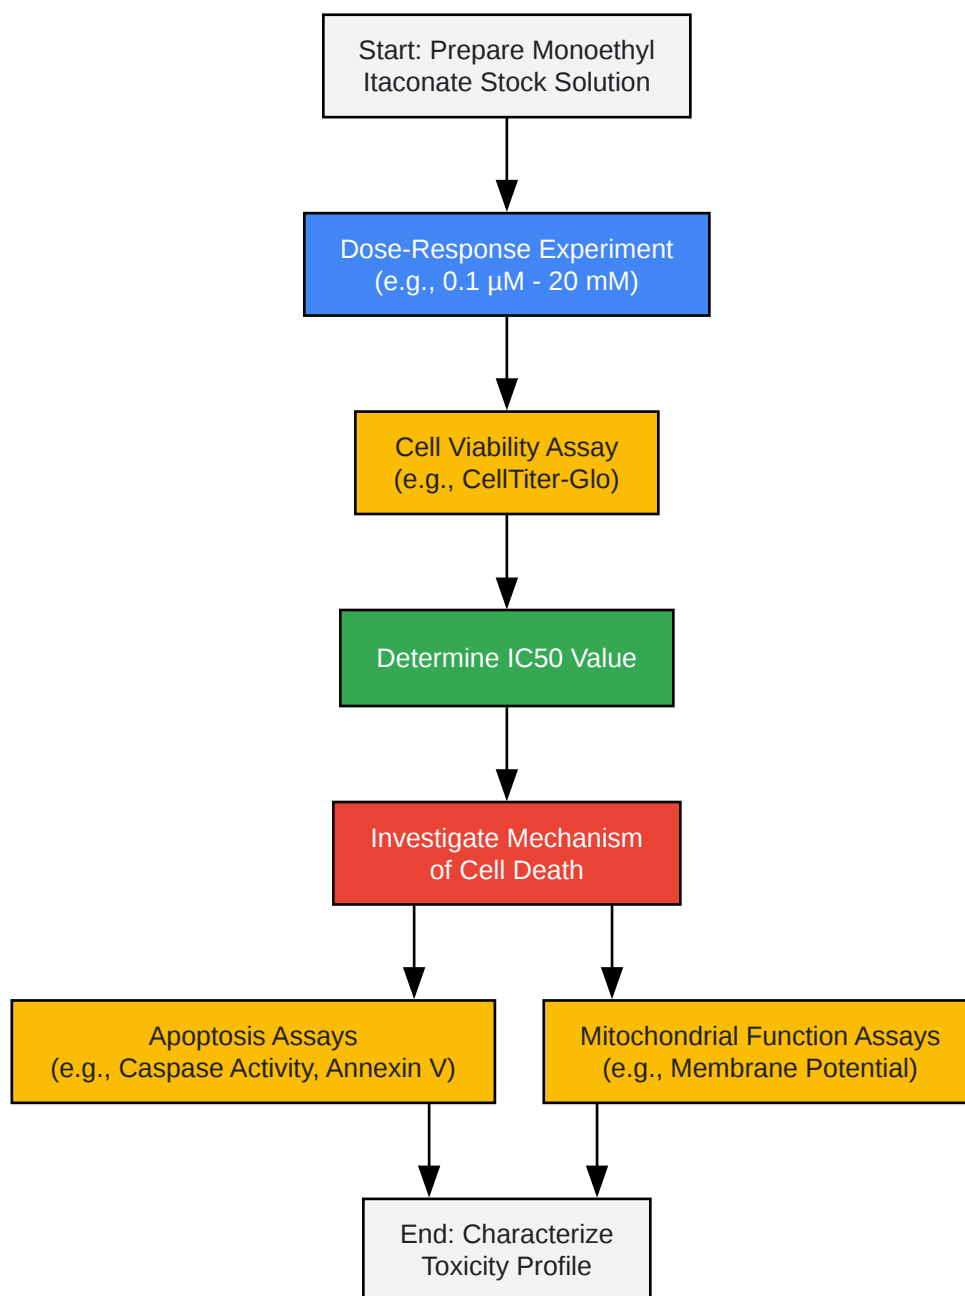 Start: Prepare Monoethyl
Itaconate Stock Solution
Dose-Response Experiment
(e.g., 0.1 µM - 20 mM)
Cell Viability Assay
(e.g., CellTiter-Glo)
Determine IC50 Value
Investigate Mechanism
of Cell Death
Apoptosis Assays
(e.g., Caspase Activity, Annexin V)
Mitochondrial Function Assays
(e.g., Membrane Potential)
End: Characterize
Toxicity Profile